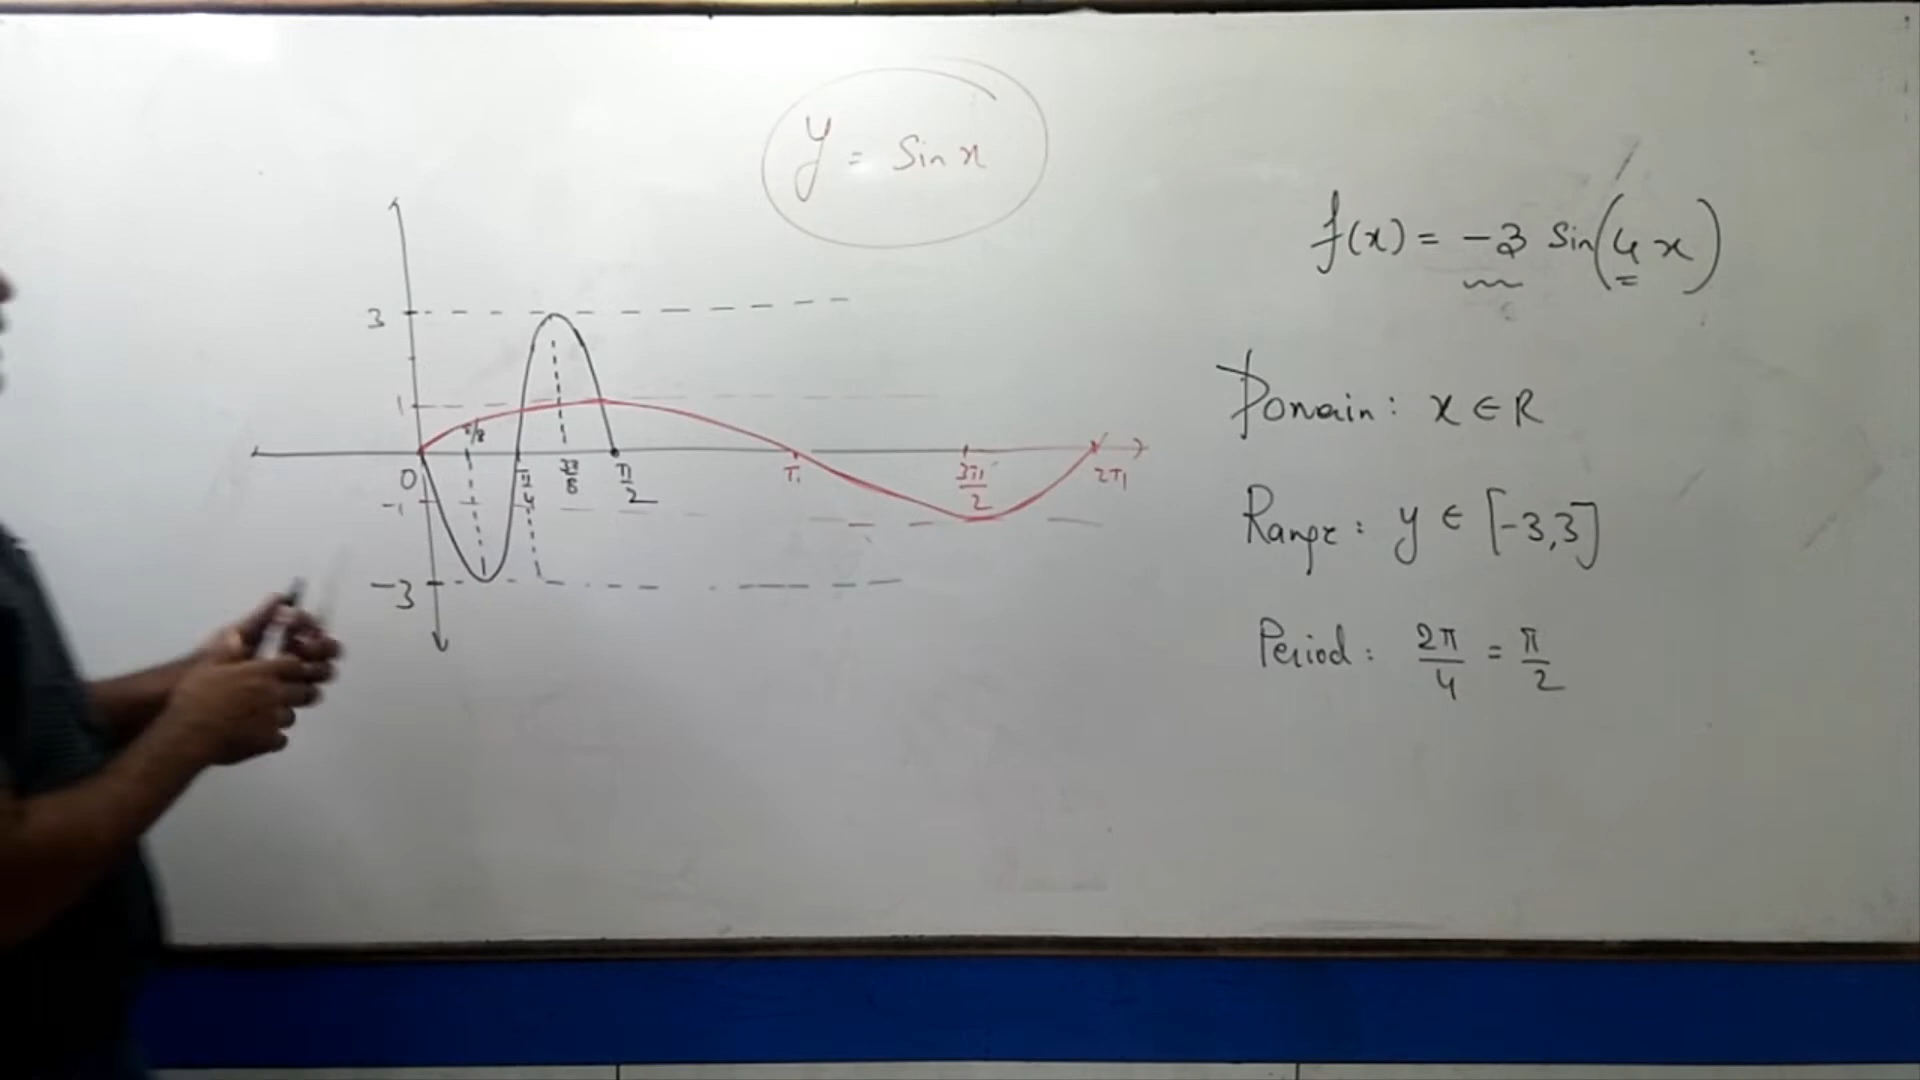 y = Sin x
f(x) = -3 Sin(4x)
3
1
π/8
0
π/4
3π/8
π/2
π
3π/2
2π
-1
-3
Domain: x ∈ R
Range: y ∈ [-3,3]
Period: 2π/4 = π/2